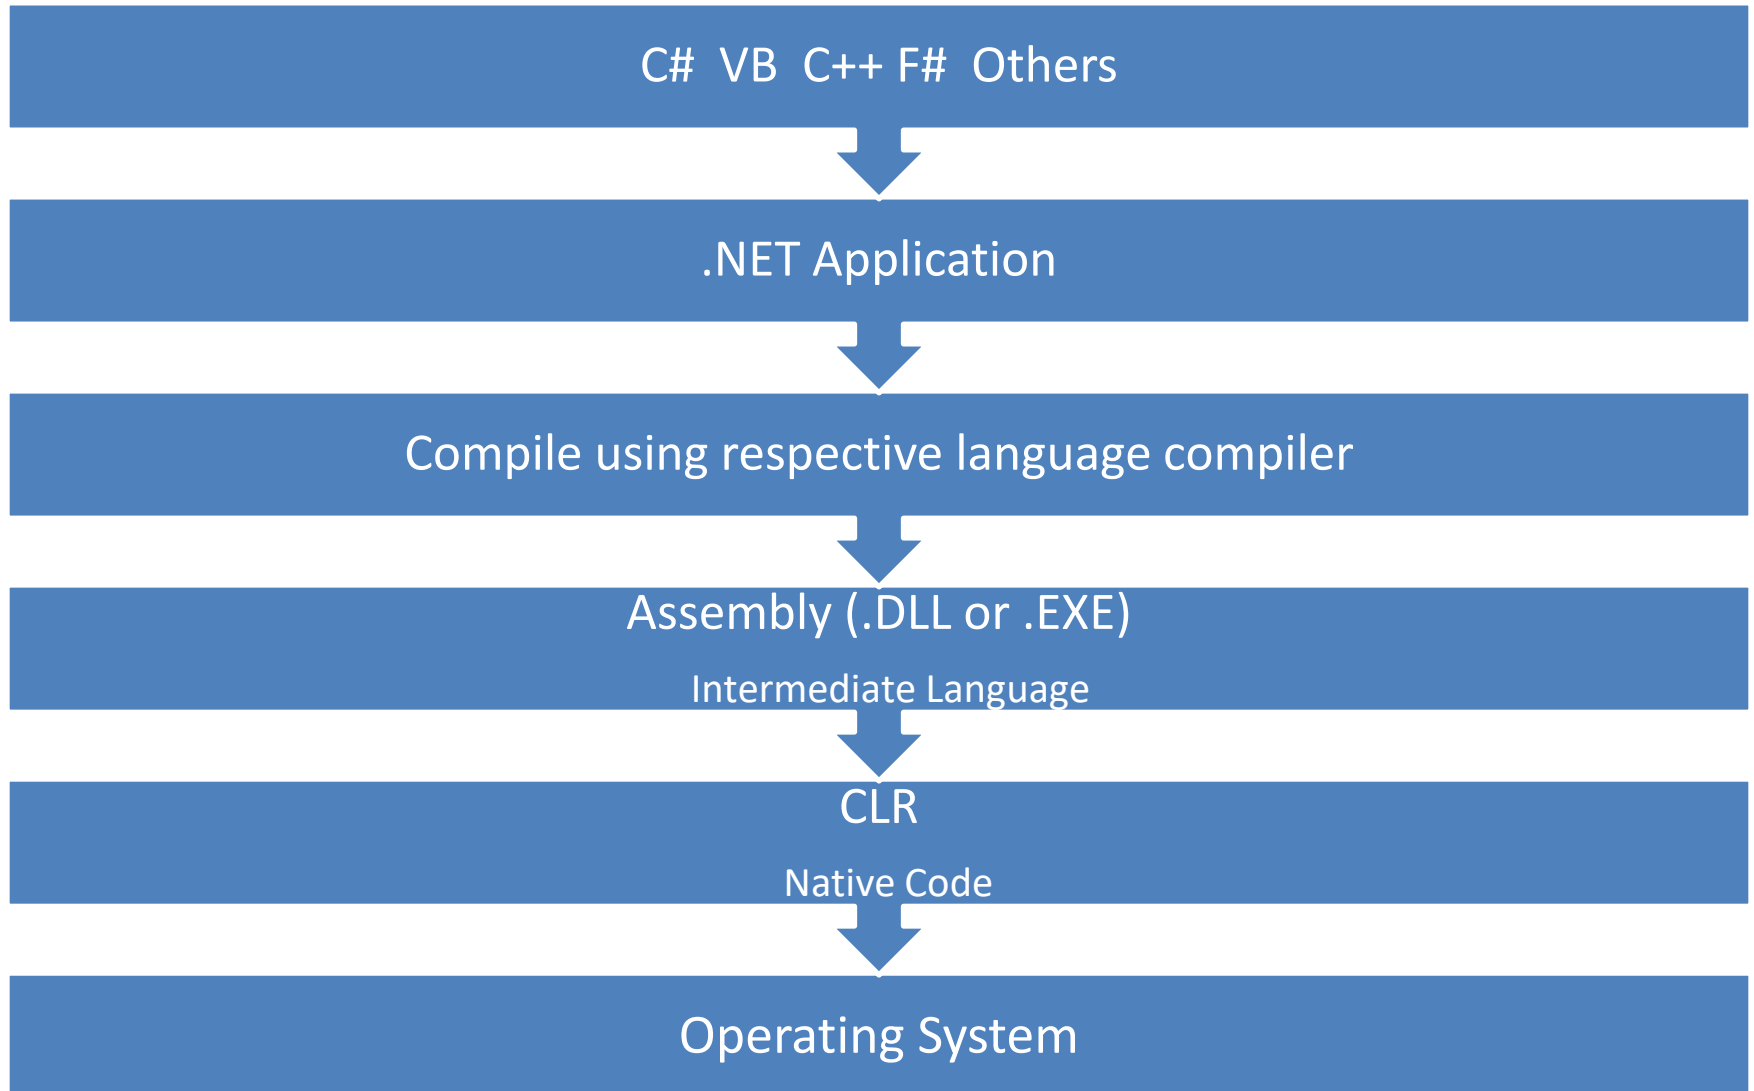 C# VB C++ F# Others
.NET Application
Compile using respective language compiler
Assembly (.DLL or .EXE)
Intermediate Language
CLR
Native Code
Operating System